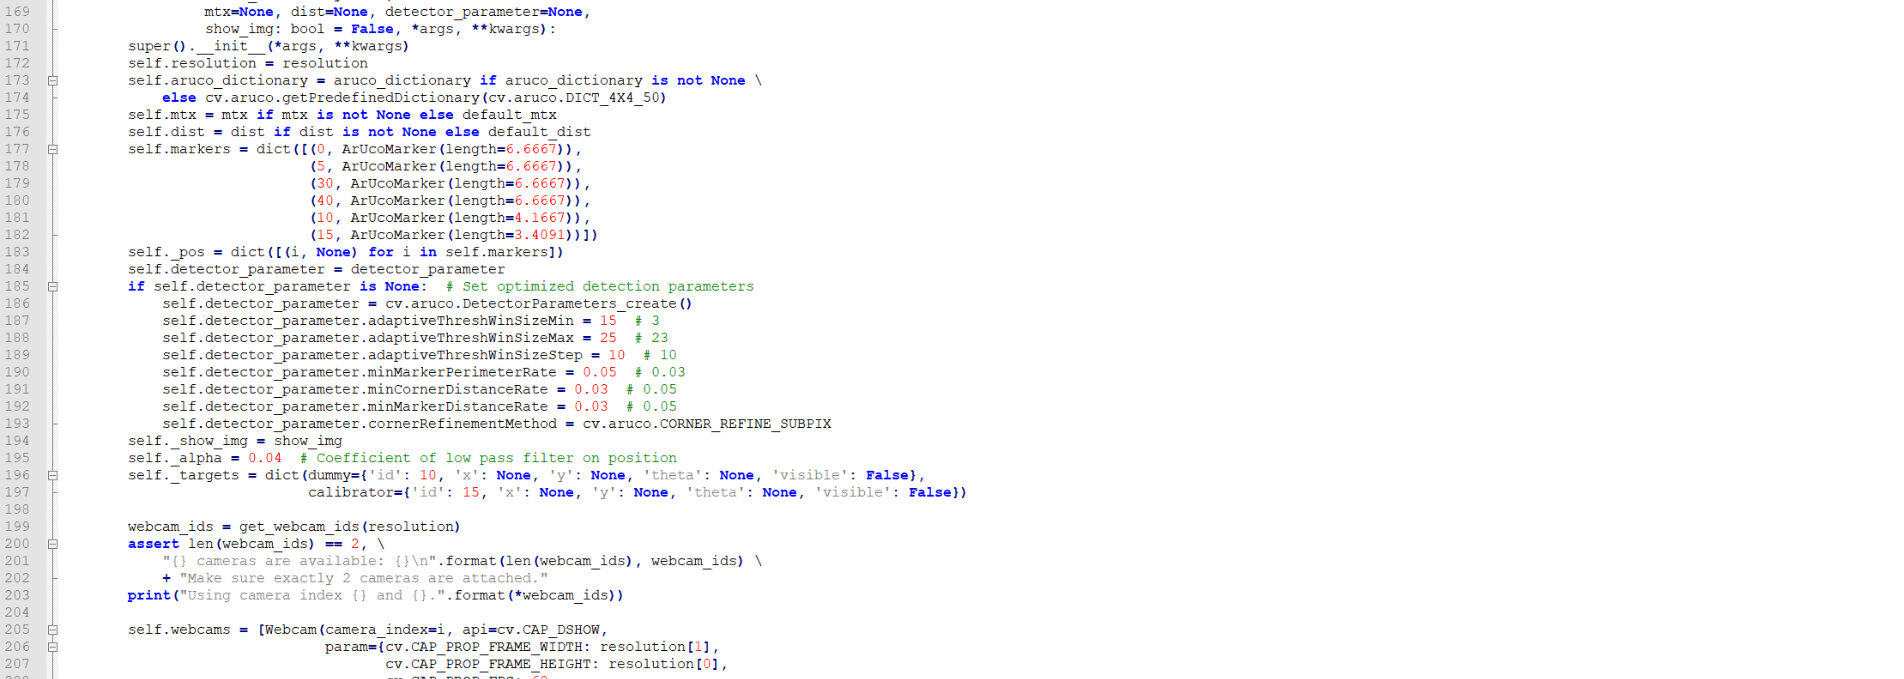 169 mtx=None, dist=None, detector_parameter=None,
170 show_img: bool = False, *args, **kwargs):
171 super().__init__(*args, **kwargs)
172 self.resolution = resolution
173 self.aruco_dictionary = aruco_dictionary if aruco_dictionary is not None \
174 else cv.aruco.getPredefinedDictionary(cv.aruco.DICT_4X4_50)
175 self.mtx = mtx if mtx is not None else default_mtx
176 self.dist = dist if dist is not None else default_dist
177 self.markers = dict([(0, ArUcoMarker(length=6.6667)),
178 (5, ArUcoMarker(length=6.6667)),
179 (30, ArUcoMarker(length=6.6667)),
180 (40, ArUcoMarker(length=6.6667)),
181 (10, ArUcoMarker(length=4.1667)),
182 (15, ArUcoMarker(length=3.4091))])
183 self._pos = dict([(i, None) for i in self.markers])
184 self.detector_parameter = detector_parameter
185 if self.detector_parameter is None:  # Set optimized detection parameters
186 self.detector_parameter = cv.aruco.DetectorParameters_create()
187 self.detector_parameter.adaptiveThreshWinSizeMin = 15  # 3
188 self.detector_parameter.adaptiveThreshWinSizeMax = 25  # 23
189 self.detector_parameter.adaptiveThreshWinSizeStep = 10  # 10
190 self.detector_parameter.minMarkerPerimeterRate = 0.05  # 0.03
191 self.detector_parameter.minCornerDistanceRate = 0.03  # 0.05
192 self.detector_parameter.minMarkerDistanceRate = 0.03  # 0.05
193 self.detector_parameter.cornerRefinementMethod = cv.aruco.CORNER_REFINE_SUBPIX
194 self._show_img = show_img
195 self._alpha = 0.04  # Coefficient of low pass filter on position
196 self._targets = dict(dummy={'id': 10, 'x': None, 'y': None, 'theta': None, 'visible': False},
197 calibrator={'id': 15, 'x': None, 'y': None, 'theta': None, 'visible': False})
198
199 webcam_ids = get_webcam_ids(resolution)
200 assert len(webcam_ids) == 2, \
201 "{} cameras are available: {}\n".format(len(webcam_ids), webcam_ids) \
202 + "Make sure exactly 2 cameras are attached."
203 print("Using camera index {} and {}.".format(*webcam_ids))
204
205 self.webcams = [Webcam(camera_index=i, api=cv.CAP_DSHOW,
206 param={cv.CAP_PROP_FRAME_WIDTH: resolution[1],
207 cv.CAP_PROP_FRAME_HEIGHT: resolution[0],